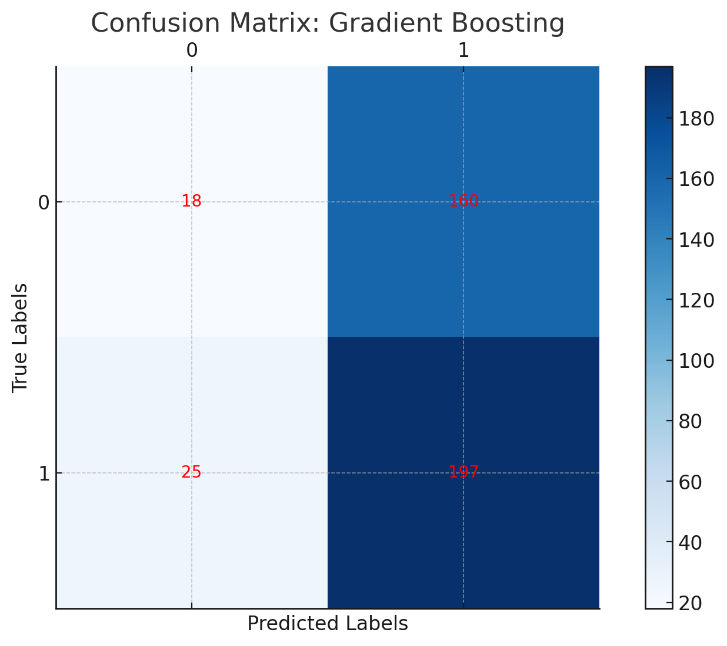 Confusion Matrix: Gradient Boosting
0 1
180
0 18 160
160
140
120
True Labels
100
80
60
1 25 197
40
20
Predicted Labels